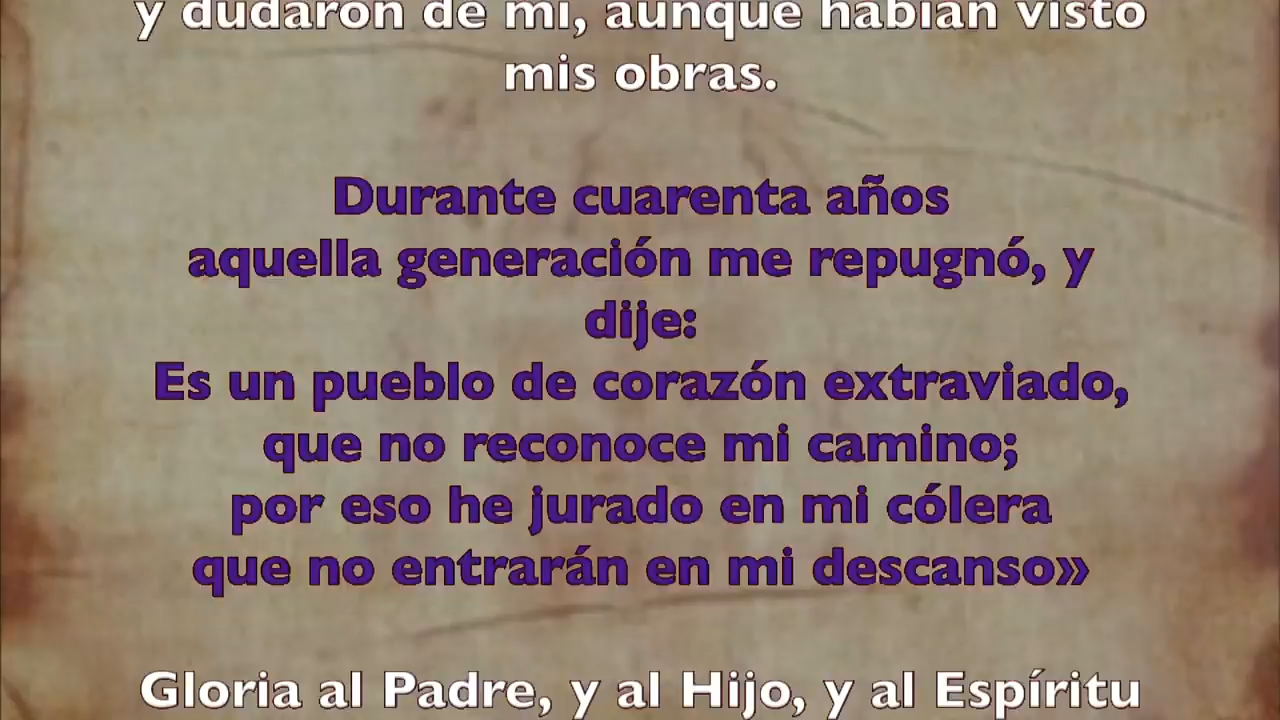 y dudaron de mí, aunque habían visto
mis obras.
Durante cuarenta años
aquella generación me repugnó, y
dije:
Es un pueblo de corazón extraviado,
que no reconoce mi camino;
por eso he jurado en mi cólera
que no entrarán en mi descanso»
Gloria al Padre, y al Hijo, y al Espíritu